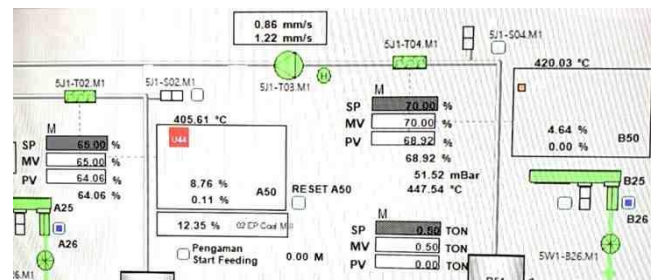 0.86 mm/s
1.22 mm/s
5J1-T04.M1
5J1-S04.M1
5J1-T02.M1
5J1-S02.M1
5J1-T03.M1
H
420.03 °C
405.61 °C
M
SP 65.00 %
MV 65.00 %
PV 64.06 %
64.06 %
U44
8.76 %
0.11 %
A50
RESET A50
12.35 %
M
SP 70.00 %
MV 70.00 %
PV 68.92 %
68.92 %
51.52 mBar
447.54 °C
4.64 %
0.00 %
B50
A25
A26
B25
B26
Pengaman
Start Feeding
0.00 M
M
SP 0.50 TON
MV 0.50 TON
PV 0.00 TON
5W1-B26.M1